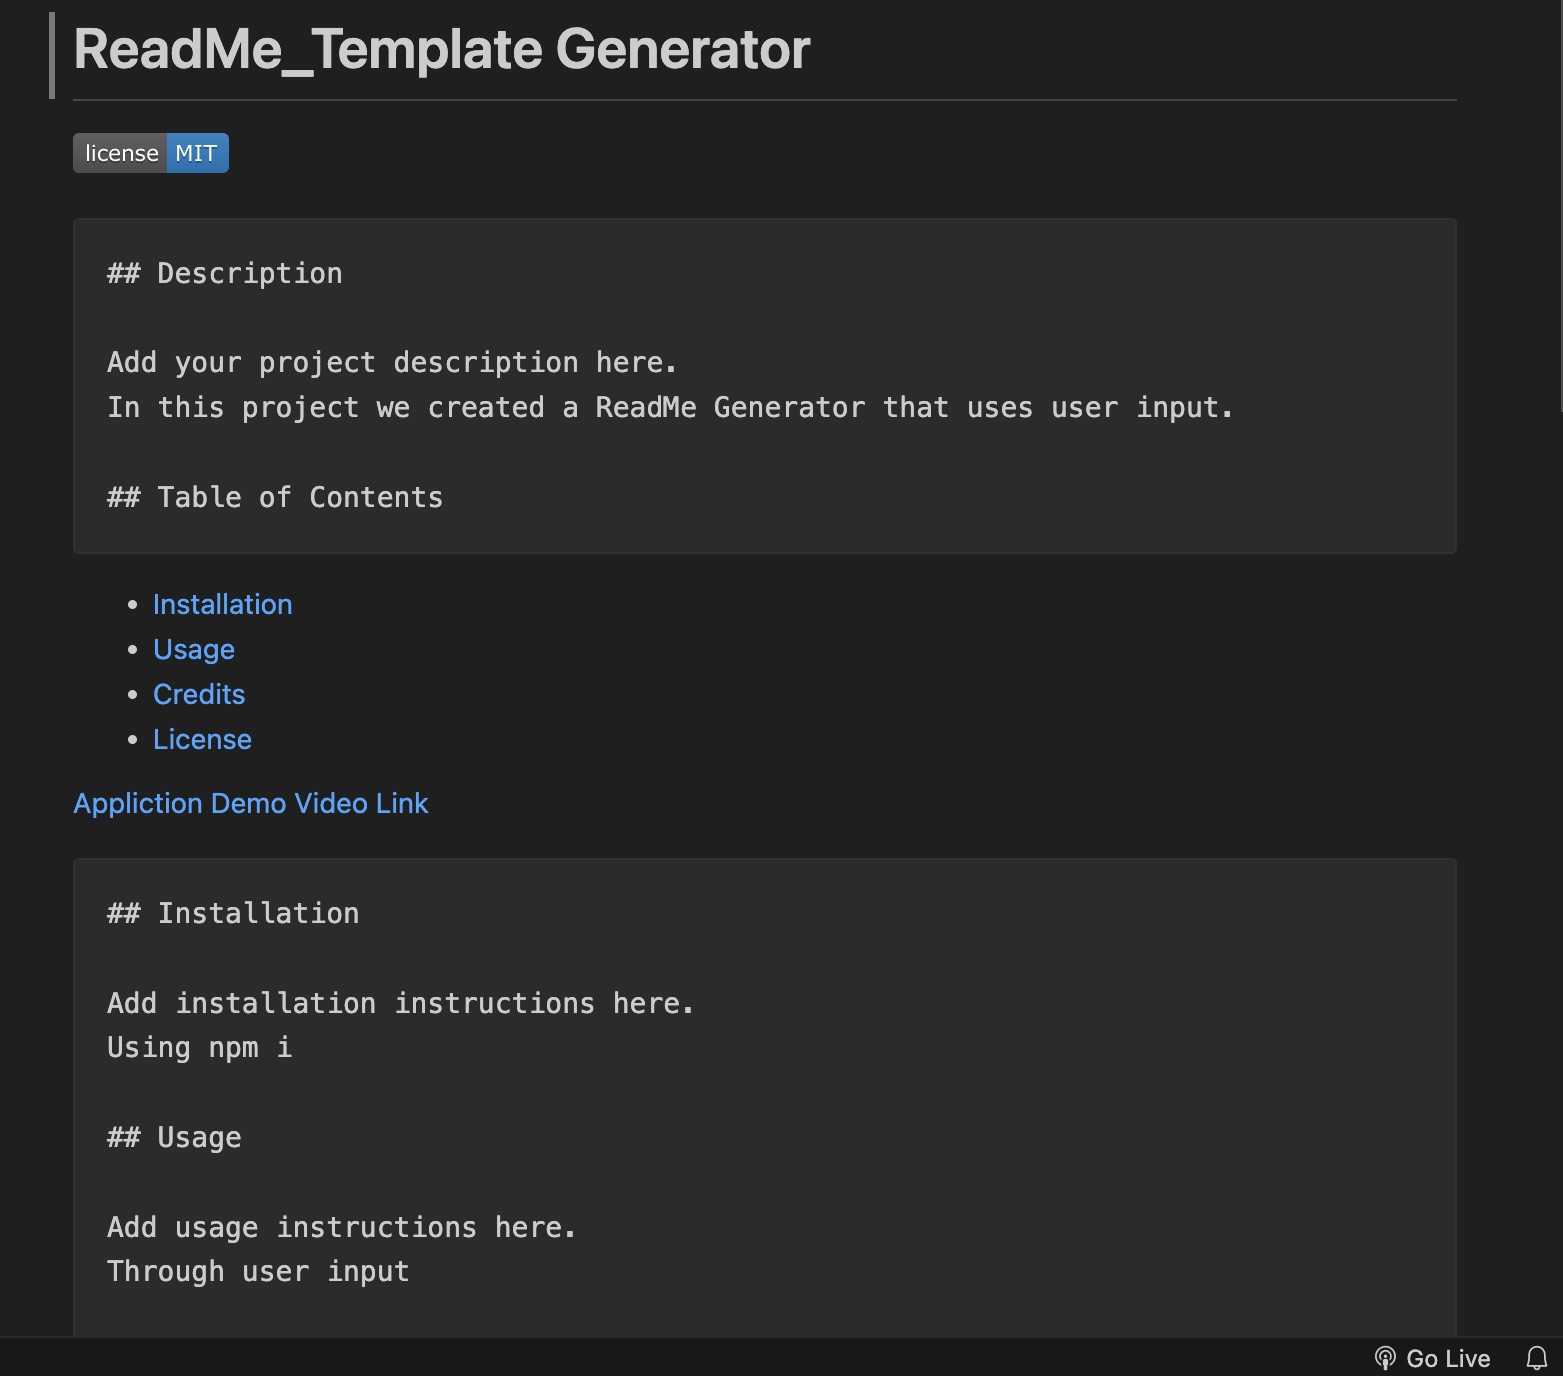 ReadMe_Template Generator
license MIT
## Description
Add your project description here.
In this project we created a ReadMe Generator that uses user input.
## Table of Contents
• Installation
• Usage
• Credits
• License
Appliction Demo Video Link
## Installation
Add installation instructions here.
Using npm i
## Usage
Add usage instructions here.
Through user input
Go Live